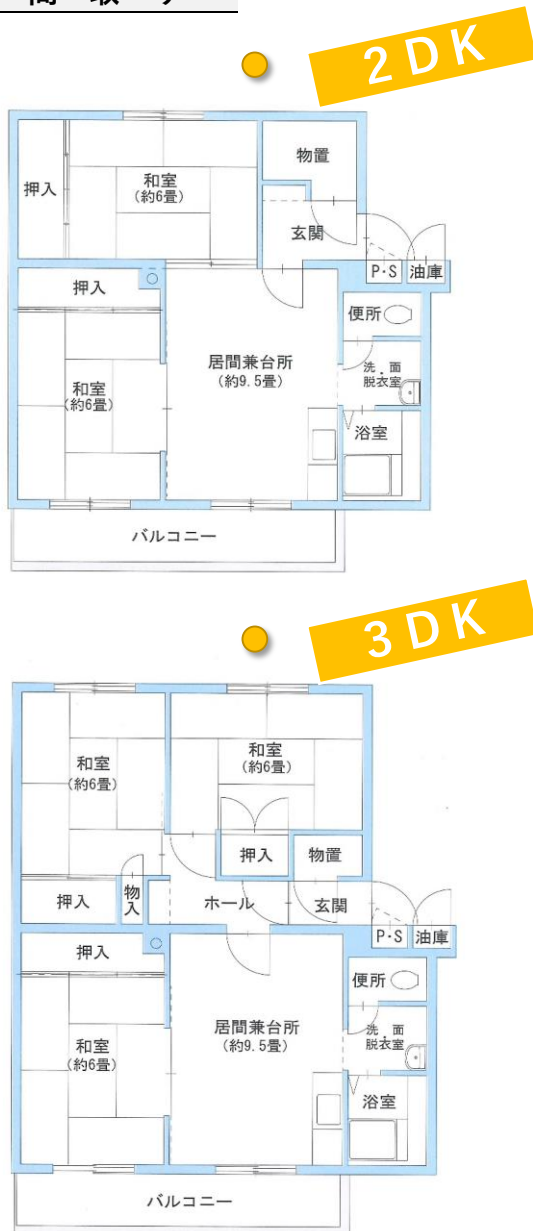 間取り
2DK
和室
(約6畳)
押入
物置
玄関
P・S
油庫
押入
便所
居間兼台所
(約9.5畳)
洗・面
脱衣室
和室
(約6畳)
浴室
バルコニー
3DK
和室
(約6畳)
和室
(約6畳)
押入
物置
押入
物入
ホール
玄関
P・S
油庫
押入
便所
居間兼台所
(約9.5畳)
洗・面
脱衣室
和室
(約6畳)
浴室
バルコニー